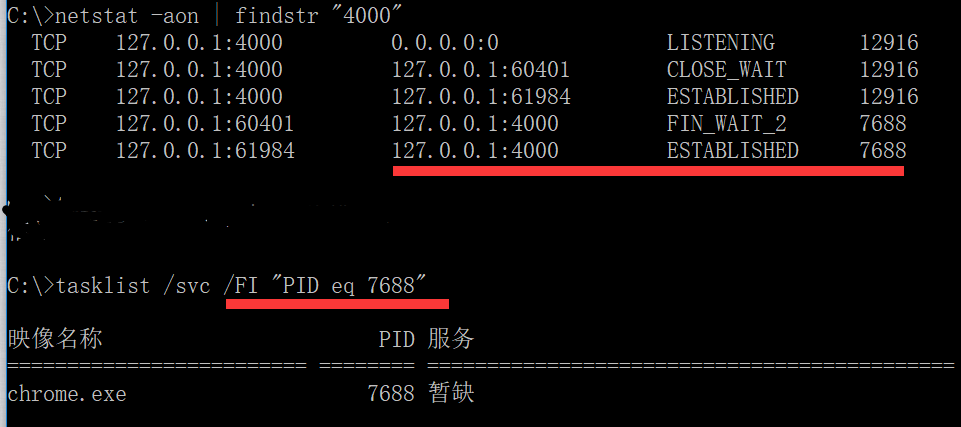 C:\>netstat -aon | findstr "4000"
TCP 127.0.0.1:4000 0.0.0.0:0 LISTENING 12916
TCP 127.0.0.1:4000 127.0.0.1:60401 CLOSE_WAIT 12916
TCP 127.0.0.1:4000 127.0.0.1:61984 ESTABLISHED 12916
TCP 127.0.0.1:60401 127.0.0.1:4000 FIN_WAIT_2 7688
TCP 127.0.0.1:61984 127.0.0.1:4000 ESTABLISHED 7688
C:\>tasklist /svc /FI "PID eq 7688"
映像名称 PID 服务
========================= ======== ============================================
chrome.exe 7688 暂缺